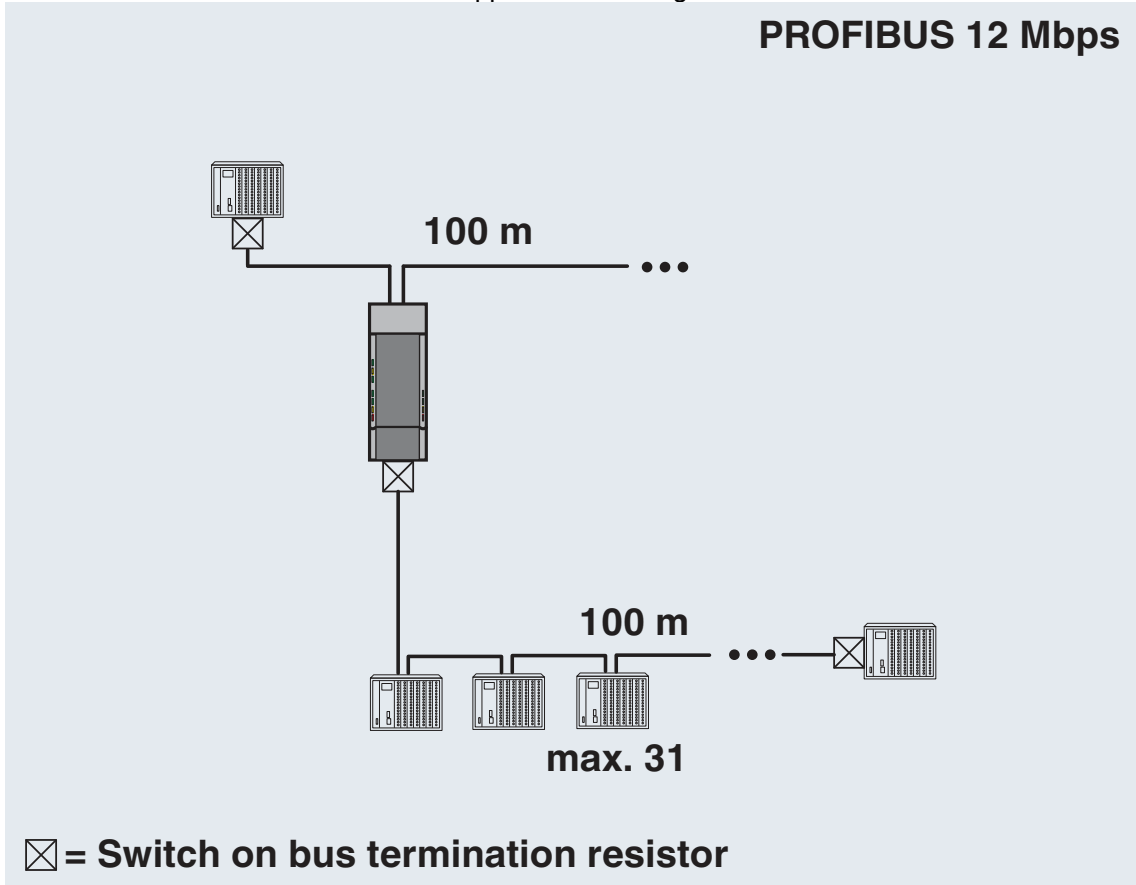 PROFIBUS 12 Mbps
100 m
100 m
max. 31
= Switch on bus termination resistor